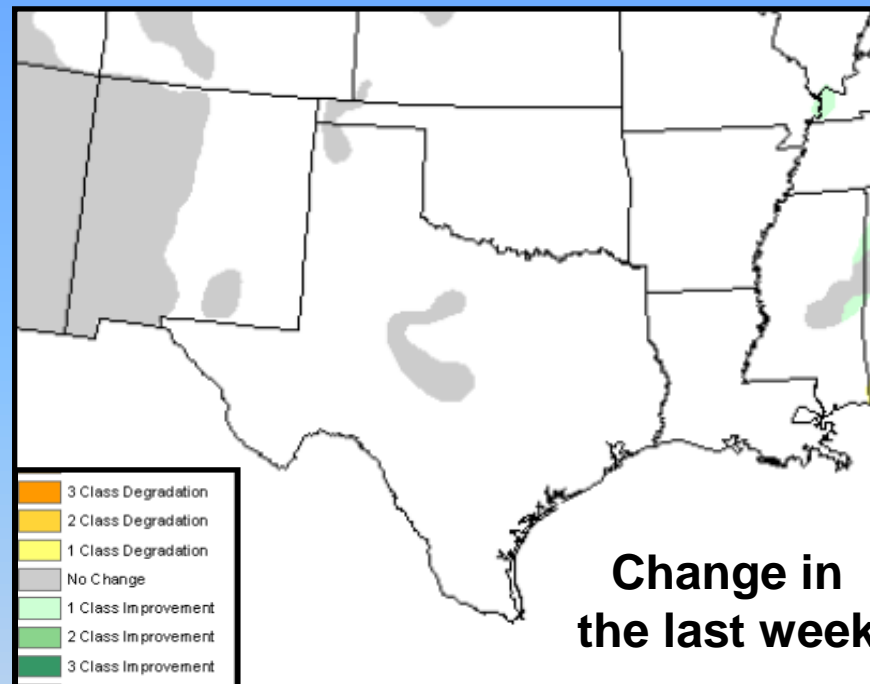 3 Class Degradation
2 Class Degradation
1 Class Degradation
No Change
1 Class Improvement
2 Class Improvement
3 Class Improvement
Change in
the last week